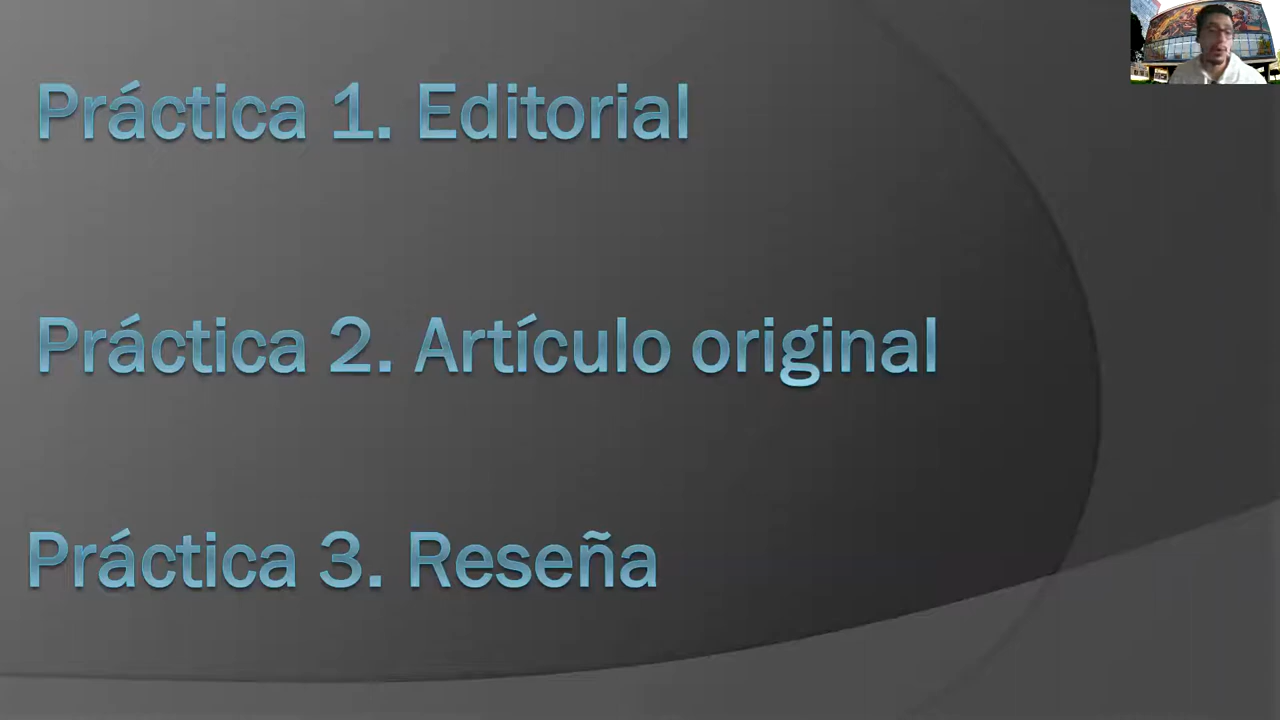 Práctica 1. Editorial
Práctica 2. Artículo original
Práctica 3. Reseña